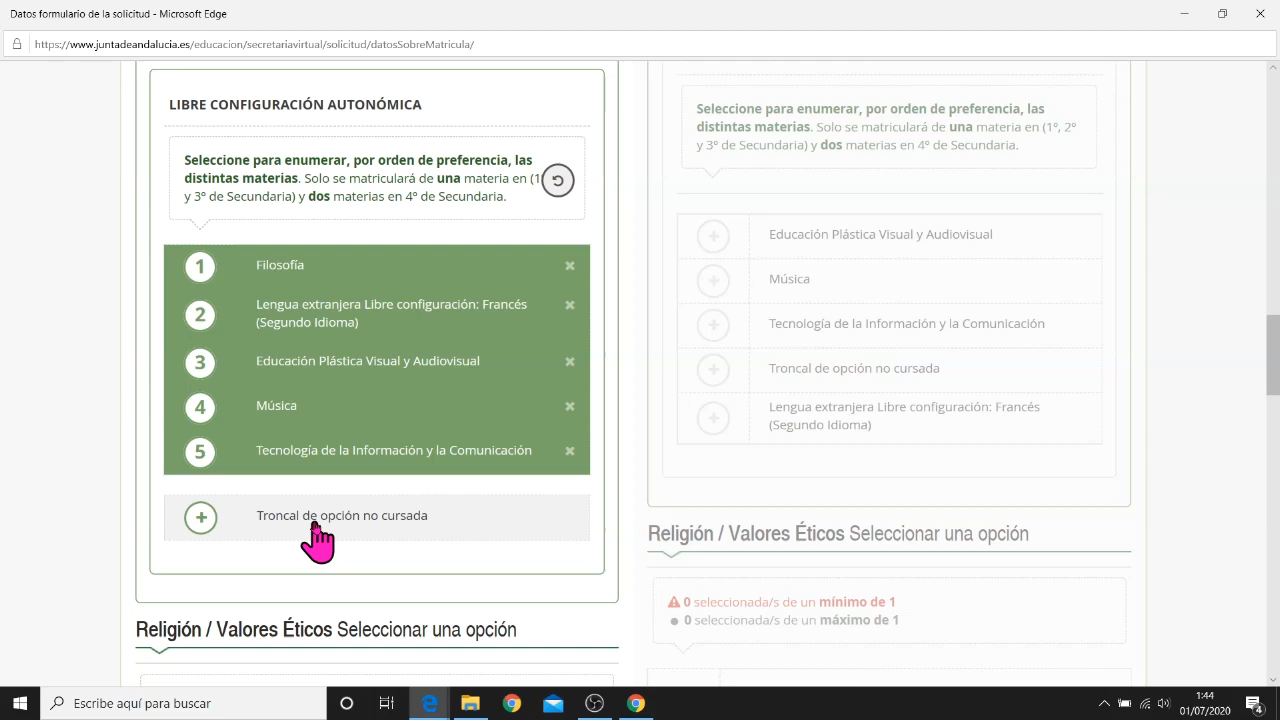 Datos formulario de la solicitud - Microsoft Edge
https://www.juntadeandalucia.es/educacion/secretariavirtual/solicitud/datosSobreMatricula/
LIBRE CONFIGURACIÓN AUTONÓMICA
Seleccione para enumerar, por orden de preferencia, las
distintas materias. Solo se matriculará de una materia en (1
y 3º de Secundaria) y dos materias en 4º de Secundaria.
1 Filosofía
2 Lengua extranjera Libre configuración: Francés
(Segundo Idioma)
3 Educación Plástica Visual y Audiovisual
4 Música
5 Tecnología de la Información y la Comunicación
Troncal de opción no cursada
Religión / Valores Éticos Seleccionar una opción
Seleccione para enumerar, por orden de preferencia, las
distintas materias. Solo se matriculará de una materia en (1º, 2º
y 3º de Secundaria) y dos materias en 4º de Secundaria.
Educación Plástica Visual y Audiovisual
Música
Tecnología de la Información y la Comunicación
Troncal de opción no cursada
Lengua extranjera Libre configuración: Francés
(Segundo Idioma)
Religión / Valores Éticos Seleccionar una opción
0 seleccionada/s de un mínimo de 1
0 seleccionada/s de un máximo de 1
Escribe aquí para buscar
1:44
01/07/2020
4